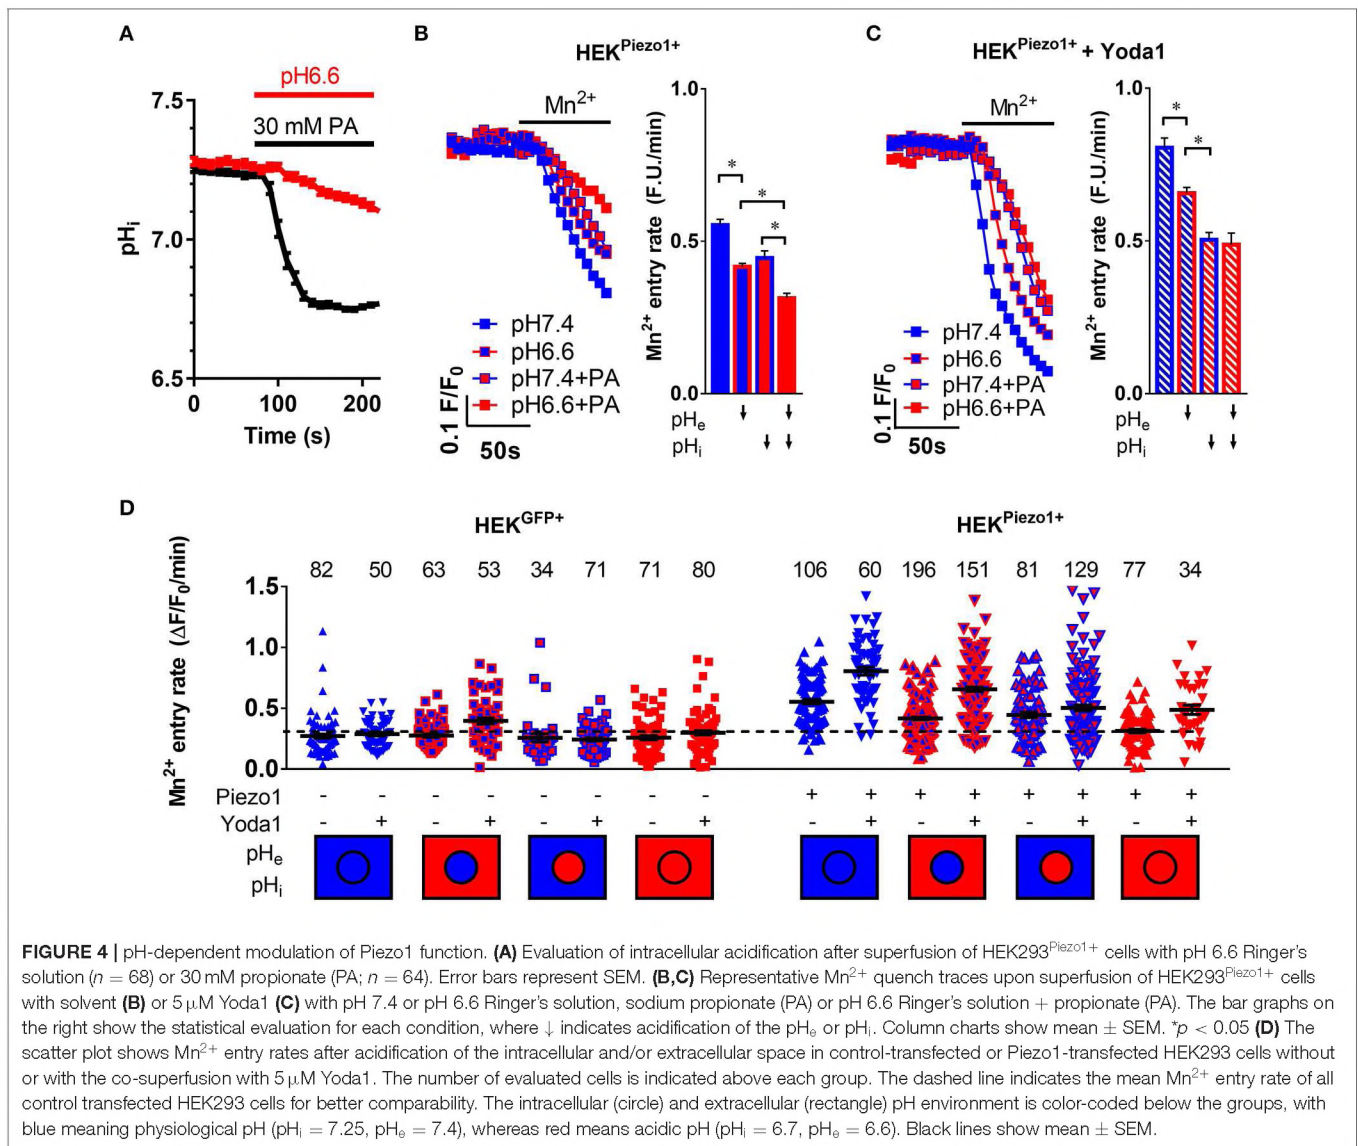 A
pH6.6
30 mM PA
7.5
7.0
6.5
pHi
0
100
200
Time (s)
B
HEKPiezo1+
Mn2+
pH7.4
pH6.6
pH7.4+PA
pH6.6+PA
0.1 F/F0
50s
Mn2+ entry rate (F.U./min)
1.0
0.5
0.0
*
*
*
pHe ↓ ↓
pHi ↓ ↓
C
HEKPiezo1+ + Yoda1
Mn2+
pH7.4
pH6.6
pH7.4+PA
pH6.6+PA
0.1 F/F0
50s
Mn2+ entry rate (F.U./min)
1.0
0.5
0.0
*
*
pHe ↓ ↓
pHi ↓ ↓
D
HEKGFP+ HEKPiezo1+
82 50 63 53 34 71 71 80 106 60 196 151 81 129 77 34
Mn2+ entry rate (ΔF/F0/min)
1.5
1.0
0.5
0.0
Piezo1 - - - - - - - - + + + + + + + +
Yoda1 - + - + - + - + - + - + - + - +
pHe
pHi
FIGURE 4 | pH-dependent modulation of Piezo1 function. (A) Evaluation of intracellular acidification after superfusion of HEK293Piezo1+ cells with pH 6.6 Ringer's
solution (n = 68) or 30 mM propionate (PA; n = 64). Error bars represent SEM. (B,C) Representative Mn2+ quench traces upon superfusion of HEK293Piezo1+ cells
with solvent (B) or 5 μM Yoda1 (C) with pH 7.4 or pH 6.6 Ringer's solution, sodium propionate (PA) or pH 6.6 Ringer's solution + propionate (PA). The bar graphs on
the right show the statistical evaluation for each condition, where ↓ indicates acidification of the pHe or pHi. Column charts show mean ± SEM. *p < 0.05 (D) The
scatter plot shows Mn2+ entry rates after acidification of the intracellular and/or extracellular space in control-transfected or Piezo1-transfected HEK293 cells without
or with the co-superfusion with 5 μM Yoda1. The number of evaluated cells is indicated above each group. The dashed line indicates the mean Mn2+ entry rate of all
control transfected HEK293 cells for better comparability. The intracellular (circle) and extracellular (rectangle) pH environment is color-coded below the groups, with
blue meaning physiological pH (pHi = 7.25, pHe = 7.4), whereas red means acidic pH (pHi = 6.7, pHe = 6.6). Black lines show mean ± SEM.